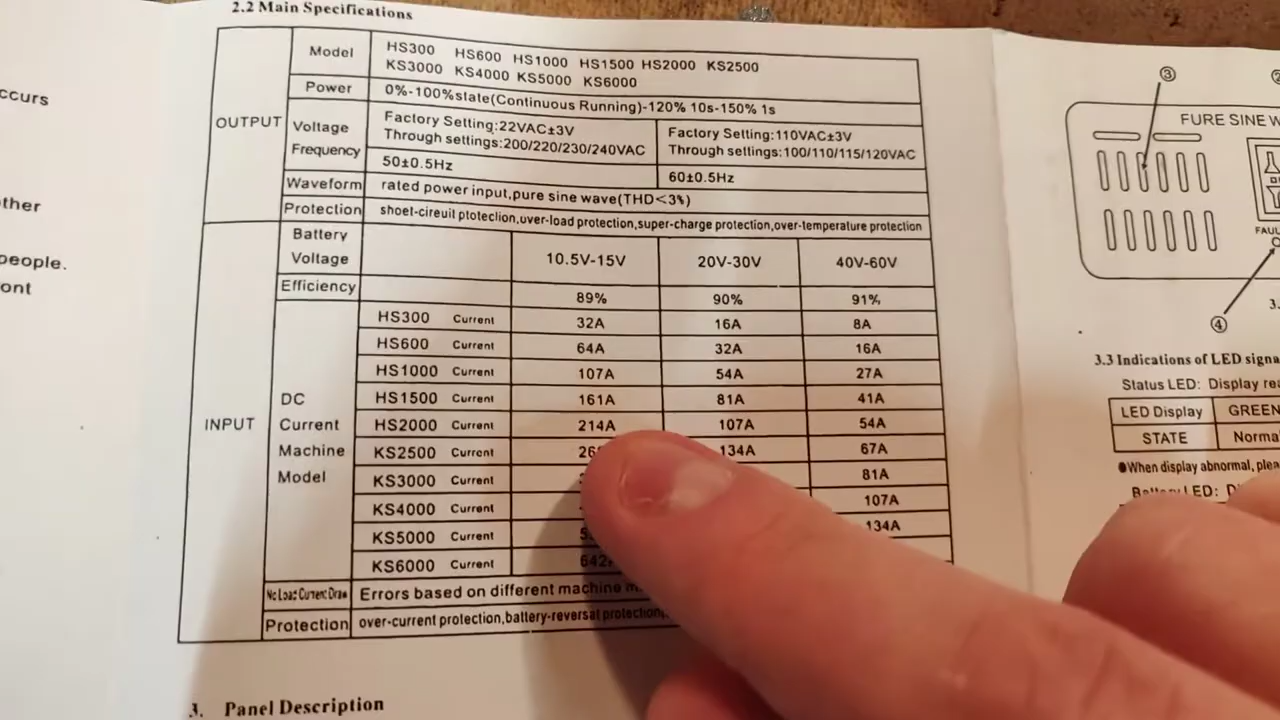 2.2 Main Specifications
OUTPUT
Model
HS300 HS600 HS1000 HS1500 HS2000 KS2500
KS3000 KS4000 KS5000 KS6000
Power
0%-100%state(Continuous Running)-120% 10s-150% 1s
Voltage
Frequency
Factory Setting:22VAC±3V
Through settings:200/220/230/240VAC
Factory Setting:110VAC±3V
Through settings:100/110/115/120VAC
50±0.5Hz
60±0.5Hz
Waveform
rated power input,pure sine wave(THD<3%)
Protection
shoet-cireuit ptoteclion,over-load protection,super-charge protection,over-temperature protection
INPUT
Battery
Voltage
10.5V-15V 20V-30V 40V-60V
Efficiency
89% 90% 91%
DC
Current
Machine
Model
HS300 Current 32A 16A 8A
HS600 Current 64A 32A 16A
HS1000 Current 107A 54A 27A
HS1500 Current 161A 81A 41A
HS2000 Current 214A 107A 54A
KS2500 Current 134A 67A
KS3000 Current 81A
KS4000 Current 107A
KS5000 Current 134A
KS6000 Current
No Load Current Draw
Errors based on different machine
Protection
over-current protection,battery-reversal protection,
3. Panel Description
ccurs
ther
people.
ont
③
FURE SINE W
FAUL
④
3.
3.3 Indications of LED signa
Status LED: Display rea
LED Display GREEN
STATE Norma
●When display abnormal, plea
Battery LED: